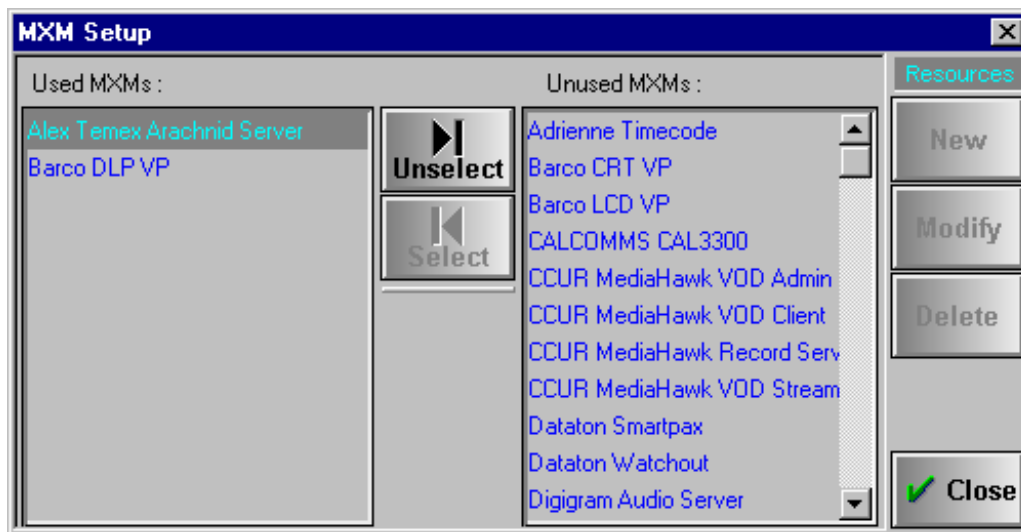 MXM Setup
Used MXMs :
Alex Temex Arachnid Server
Barco DLP VP
Unselect
Select
Unused MXMs :
Adrienne Timecode
Barco CRT VP
Barco LCD VP
CALCOMMS CAL3300
CCUR MediaHawk VOD Admin
CCUR MediaHawk VOD Client
CCUR MediaHawk Record Serv
CCUR MediaHawk VOD Stream
Dataton Smartpax
Dataton Watchout
Digigram Audio Server
Resources
New
Modify
Delete
Close